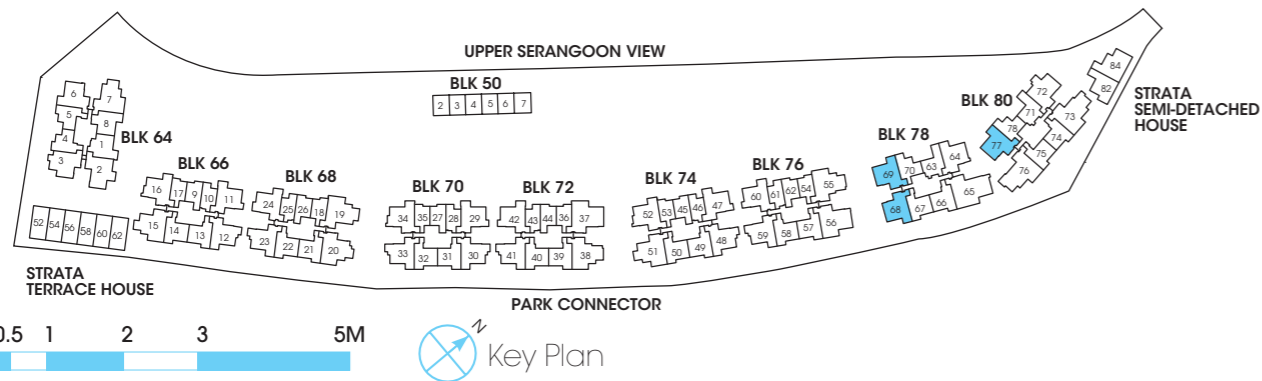 UPPER SERANGOON VIEW
BLK 50
2 3 4 5 6 7
BLK 64
6 7
5 8
4 1
3 2
BLK 66
16 17 9 10 11
15 14 13 12
BLK 68
24 25 26 18 19
23 22 21 20
BLK 70
34 35 27 28 29
33 32 31 30
BLK 72
42 43 44 36 37
41 40 39 38
BLK 74
52 53 45 46 47
51 50 49 48
BLK 76
60 61 62 54 55
59 58 57 56
BLK 78
69 70 63 64
68 67 66 65
BLK 80
72
71 73
78 74
77 75
76
84
82
STRATA
SEMI-DETACHED
HOUSE
52 54 56 58 60 62
STRATA
TERRACE HOUSE
PARK CONNECTOR
0.5 1 2 3 5M
N
Key Plan